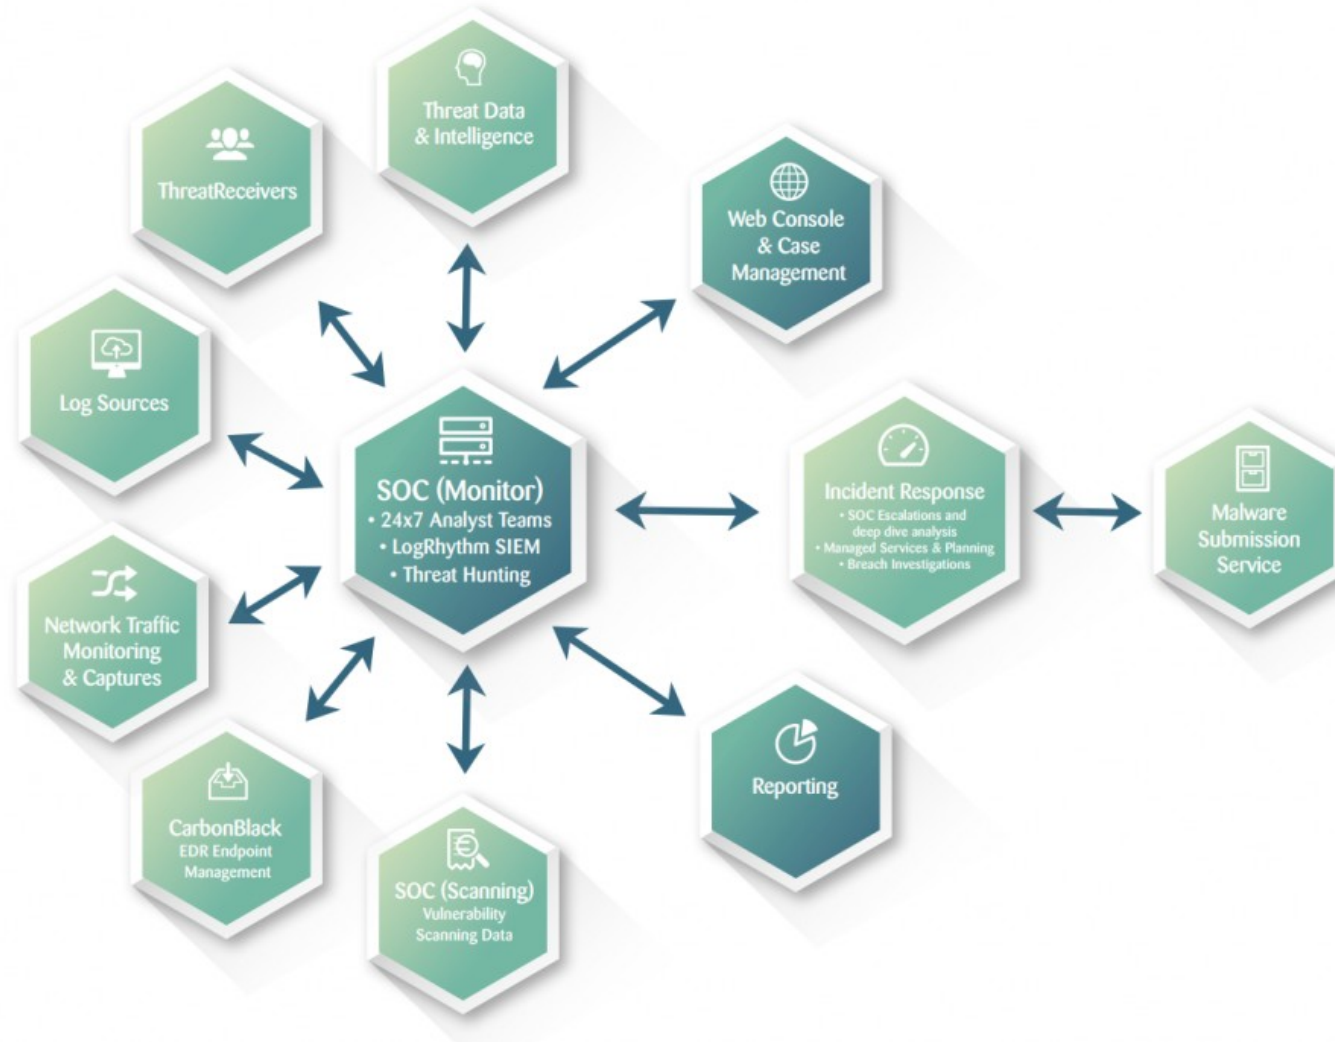 Threat Data
& Intelligence
ThreatReceivers
Web Console
& Case
Management
Log Sources
SOC (Monitor)
• 24x7 Analyst Teams
• LogRhythm SIEM
• Threat Hunting
Incident Response
• SOC Escalations and
deep dive analysis
• Managed Services & Planning
• Breach Investigations
Malware
Submission
Service
Network Traffic
Monitoring
& Captures
CarbonBlack
EDR Endpoint
Management
SOC (Scanning)
Vulnerability
Scanning Data
Reporting